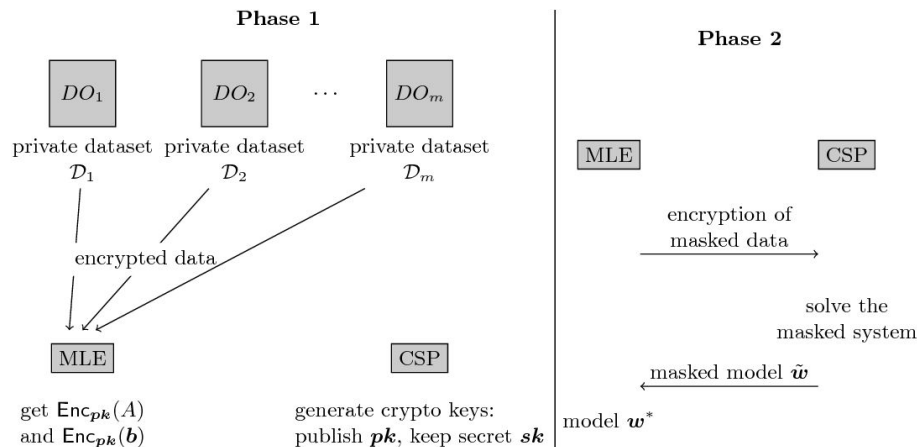 Phase 1
DO₁ DO₂ ··· DOₘ
private dataset private dataset private dataset
𝒟₁ 𝒟₂ 𝒟ₘ
encrypted data
MLE CSP
get Enc_pk(A)
and Enc_pk(b)
generate crypto keys:
publish pk, keep secret sk
Phase 2
MLE CSP
encryption of
masked data
solve the
masked system
masked model w̃
model w*